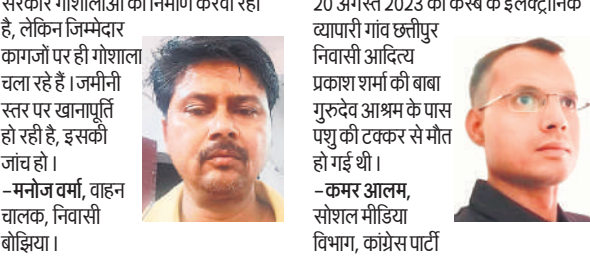 सरकार गोशालाओं का निर्माण करवा रही
है, लेकिन जिम्मेदार
कागजों पर ही गोशाला
चला रहे हैं । जमीनी
स्तर पर खानापूर्ति
हो रही है, इसकी
जांच हो ।
–मनोज वर्मा, वाहन
चालक, निवासी
बोझिया ।
20 अगस्त 2023 को कस्बे के इलेक्ट्रॉनिक
व्यापारी गांव छत्तीपुर
निवासी आदित्य
प्रकाश शर्मा की बाबा
गुरुदेव आश्रम के पास
पशु की टक्कर से मौत
हो गई थी ।
–कमर आलम,
सोशल मीडिया
विभाग, कांग्रेस पार्टी